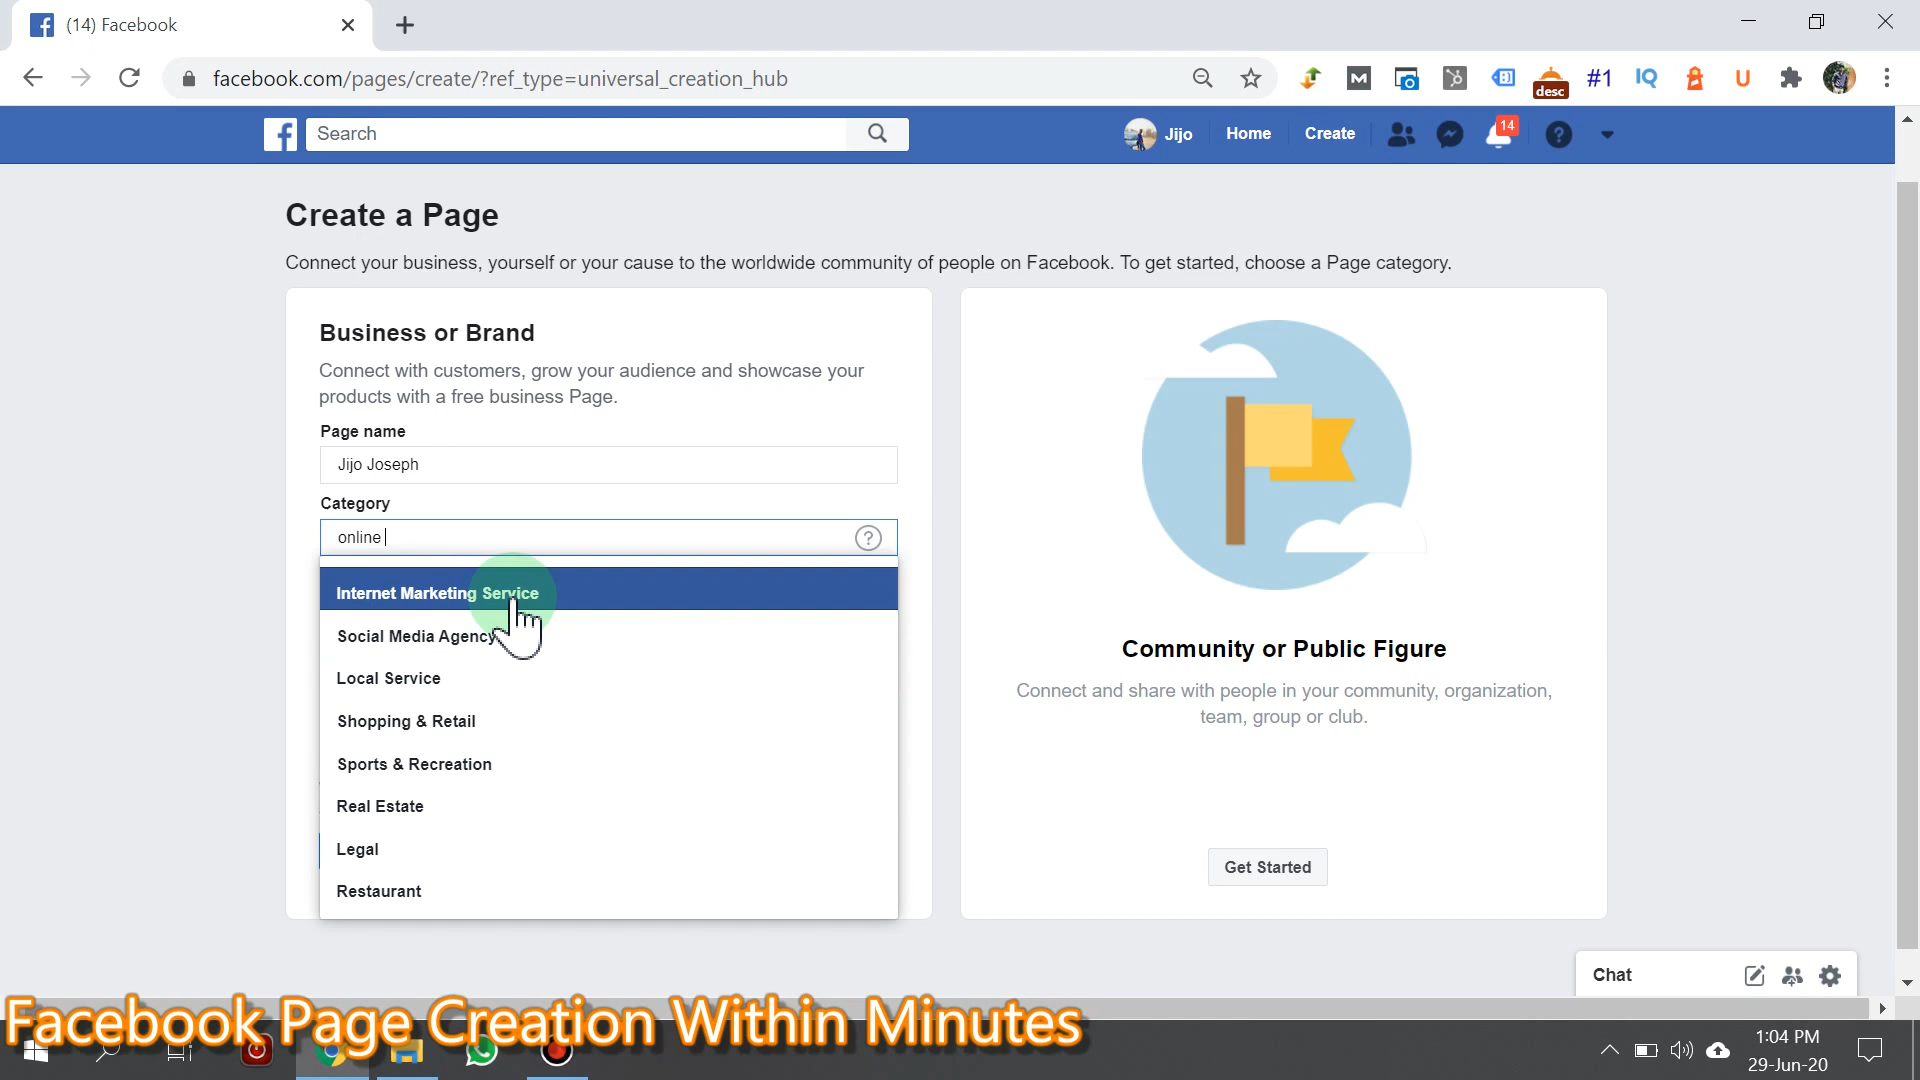 (14) Facebook
facebook.com/pages/create/?ref_type=universal_creation_hub
desc
#1
IQ
U
Search
Jijo
Home
Create
14
Create a Page
Connect your business, yourself or your cause to the worldwide community of people on Facebook. To get started, choose a Page category.
Business or Brand
Connect with customers, grow your audience and showcase your
products with a free business Page.
Page name
Jijo Joseph
Category
online
Internet Marketing Service
Social Media Agency
Local Service
Shopping & Retail
Sports & Recreation
Real Estate
Legal
Restaurant
Community or Public Figure
Connect and share with people in your community, organization,
team, group or club.
Get Started
Chat
Facebook Page Creation Within Minutes
1:04 PM
29-Jun-20